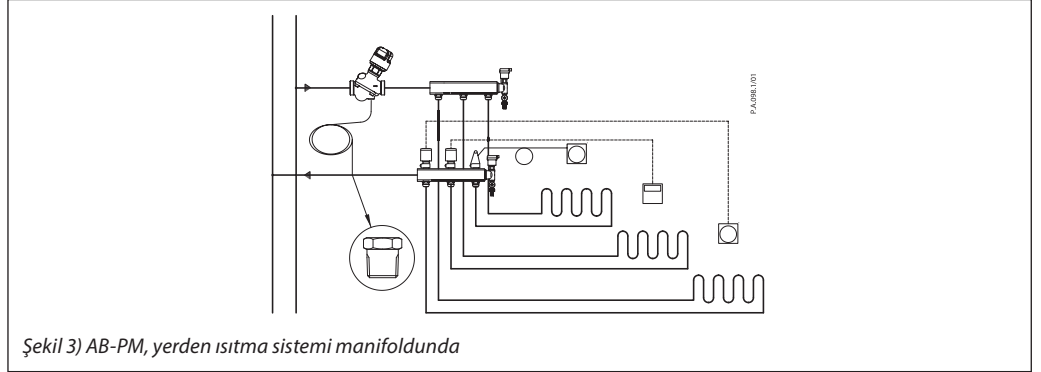 P.A.098.1/01
Şekil 3) AB-PM, yerden ısıtma sistemi manifoldunda